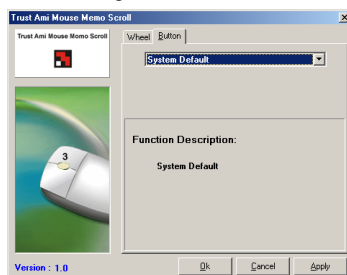 Trust Ami Mouse Memo Scroll
Trust Ami Mouse Momo Scroll
Wheel Button
System Default
3
Function Description:
System Default
Version : 1.0
Ok Cancel Apply